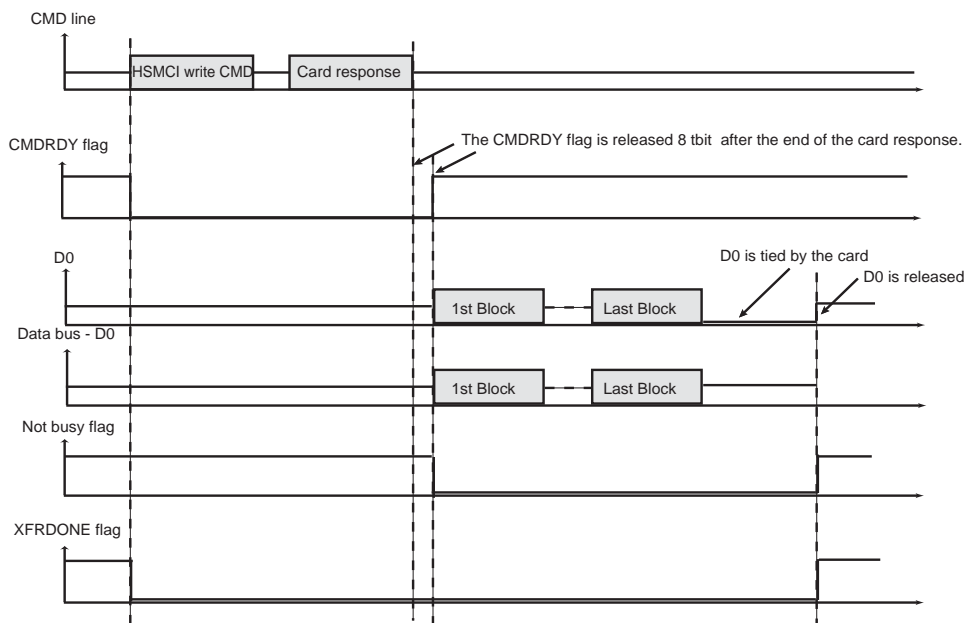 CMD line
HSMCI write CMD
Card response
CMDRDY flag
The CMDRDY flag is released 8 tbit after the end of the card response.
D0
D0 is tied by the card
D0 is released
1st Block
Last Block
Data bus - D0
1st Block
Last Block
Not busy flag
XFRDONE flag